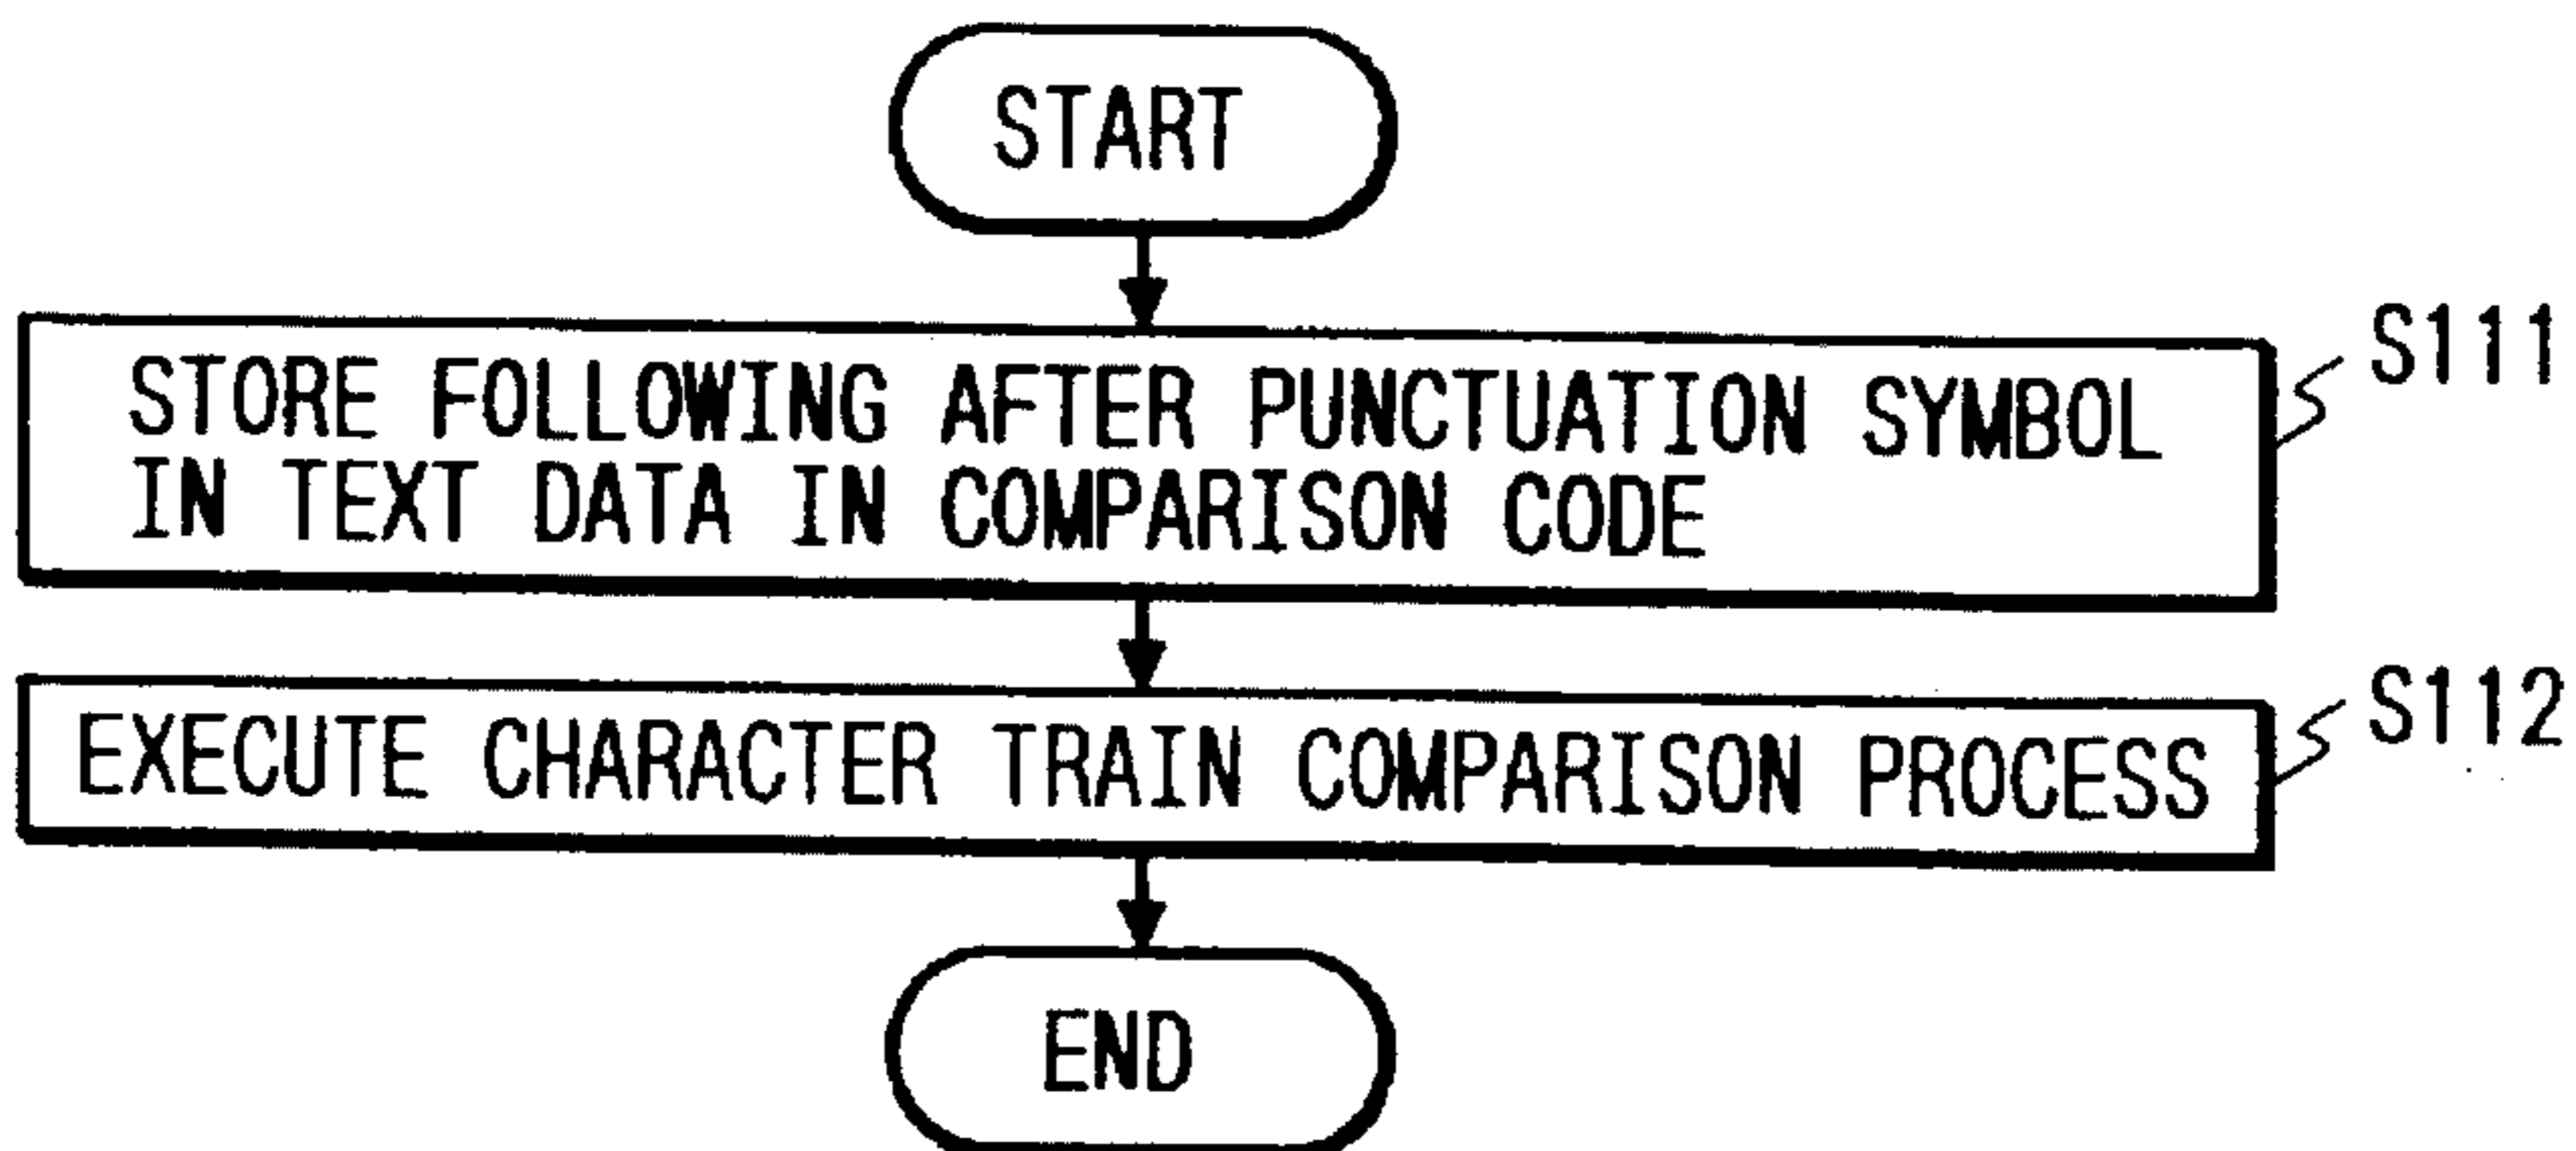 START
STORE FOLLOWING AFTER PUNCTUATION SYMBOL
IN TEXT DATA IN COMPARISON CODE
S111
EXECUTE CHARACTER TRAIN COMPARISON PROCESS
S112
END